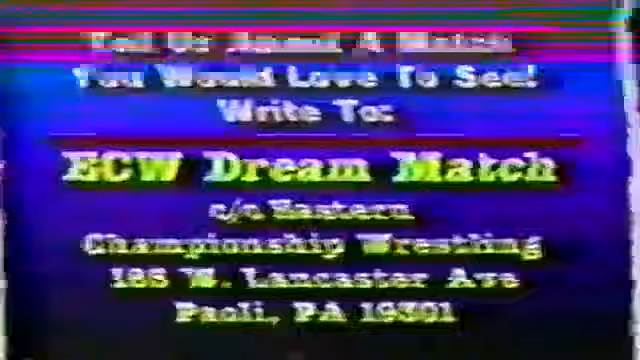 Tell Us About A Match
You Would Love To See!
Write To:
ECW Dream Match
c/o Eastern
Championship Wrestling
185 W. Lancaster Ave
Paoli, PA 19301